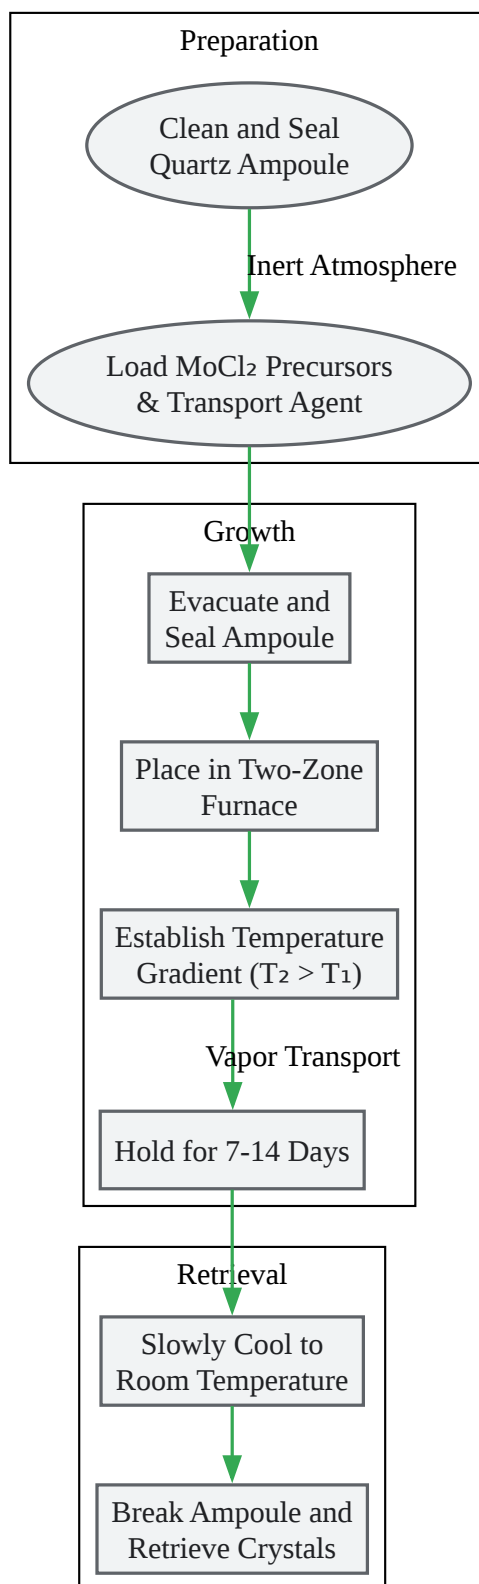 Preparation
Clean and Seal
Quartz Ampoule
Inert Atmosphere
Load MoCl₂ Precursors
& Transport Agent
Growth
Evacuate and
Seal Ampoule
Place in Two-Zone
Furnace
Establish Temperature
Gradient (T₂ > T₁)
Vapor Transport
Hold for 7-14 Days
Retrieval
Slowly Cool to
Room Temperature
Break Ampoule and
Retrieve Crystals